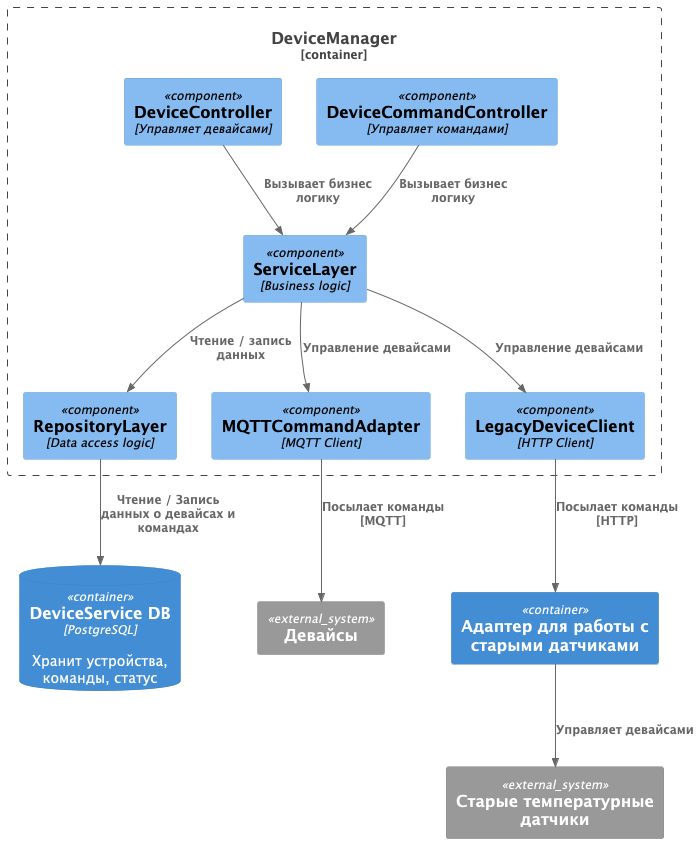 DeviceManager
[container]
«component»
DeviceController
[Управляет девайсами]
«component»
DeviceCommandController
[Управляет командами]
Вызывает бизнес
логику
Вызывает бизнес
логику
«component»
ServiceLayer
[Business logic]
Чтение / запись
данных
Управление девайсами
Управление девайсами
«component»
RepositoryLayer
[Data access logic]
«component»
MQTTCommandAdapter
[MQTT Client]
«component»
LegacyDeviceClient
[HTTP Client]
Чтение / Запись
данных о девайсах и
командах
Посылает команды
[MQTT]
Посылает команды
[HTTP]
«container»
DeviceService DB
[PostgreSQL]
Хранит устройства,
команды, статус
«external_system»
Девайсы
«container»
Адаптер для работы с
старыми датчиками
Управляет девайсами
«external_system»
Старые температурные
датчики